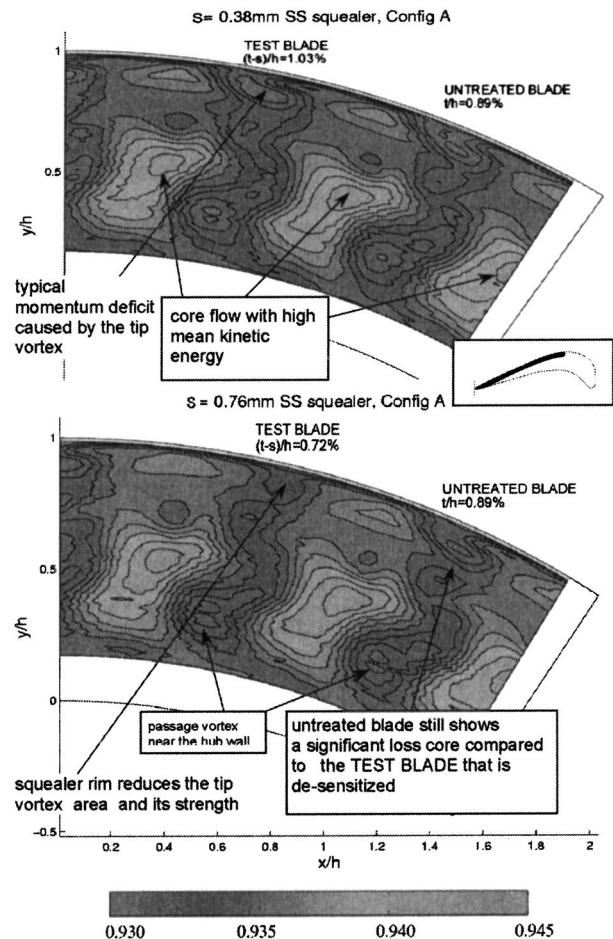 s= 0.38mm SS squealer, Config A
TEST BLADE
(t-s)/h=1.03%
UNTREATED BLADE
t/h=0.89%
1
0.5
y/h
typical
momentum deficit
caused by the tip
vortex
core flow with high
mean kinetic
energy
s = 0.76mm SS squealer, Config A
TEST BLADE
(t-s)/h=0.72%
UNTREATED BLADE
t/h=0.89%
1
0.5
y/h
0
-0.5
passage vortex
near the hub wall
untreated blade still shows
a significant loss core compared
to the TEST BLADE that is
de-sensitized
squealer rim reduces the tip
vortex area and its strength
0.2 0.4 0.6 0.8 1 1.2 1.4 1.6 1.8 2
x/h
0.930 0.935 0.940 0.945